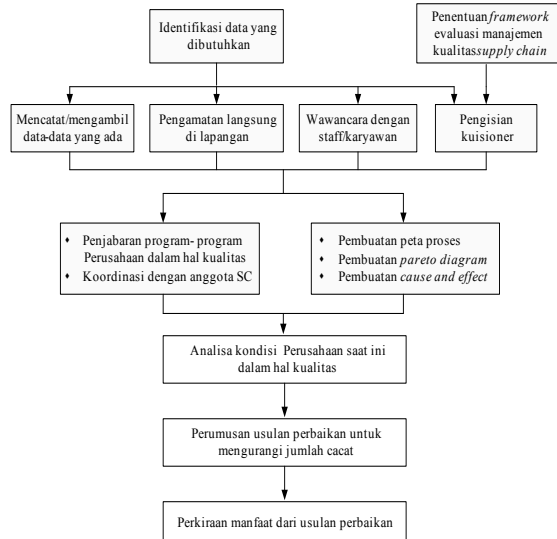 Identifikasi data yang
dibutuhkan
Penentuan framework
evaluasi manajemen
kualitassupply chain
Mencatat/mengambil
data-data yang ada
Pengamatan langsung
di lapangan
Wawancara dengan
staff/karyawan
Pengisian
kuisioner
♦ Penjabaran program- program
Perusahaan dalam hal kualitas
♦ Koordinasi dengan anggota SC
♦ Pembuatan peta proses
♦ Pembuatan pareto diagram
♦ Pembuatan cause and effect
Analisa kondisi Perusahaan saat ini
dalam hal kualitas
Perumusan usulan perbaikan untuk
mengurangi jumlah cacat
Perkiraan manfaat dari usulan perbaikan